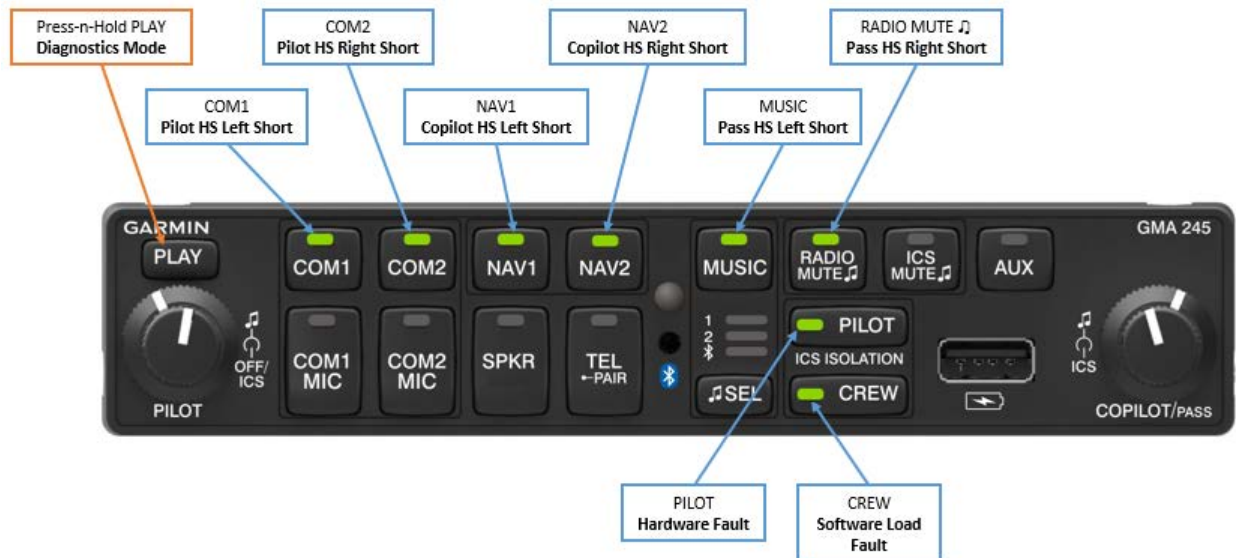 Press-n-Hold PLAY
Diagnostics Mode
COM2
Pilot HS Right Short
NAV2
Copilot HS Right Short
RADIO MUTE ♫
Pass HS Right Short
COM1
Pilot HS Left Short
NAV1
Copilot HS Left Short
MUSIC
Pass HS Left Short
GARMIN
GMA 245
PLAY
COM1
COM2
NAV1
NAV2
MUSIC
RADIO
MUTE♫
ICS
MUTE♫
AUX
♫
OFF/
ICS
PILOT
COM1
MIC
COM2
MIC
SPKR
TEL
←PAIR
1
2
♫SEL
PILOT
ICS ISOLATION
CREW
♫
ICS
COPILOT/PASS
PILOT
Hardware Fault
CREW
Software Load
Fault